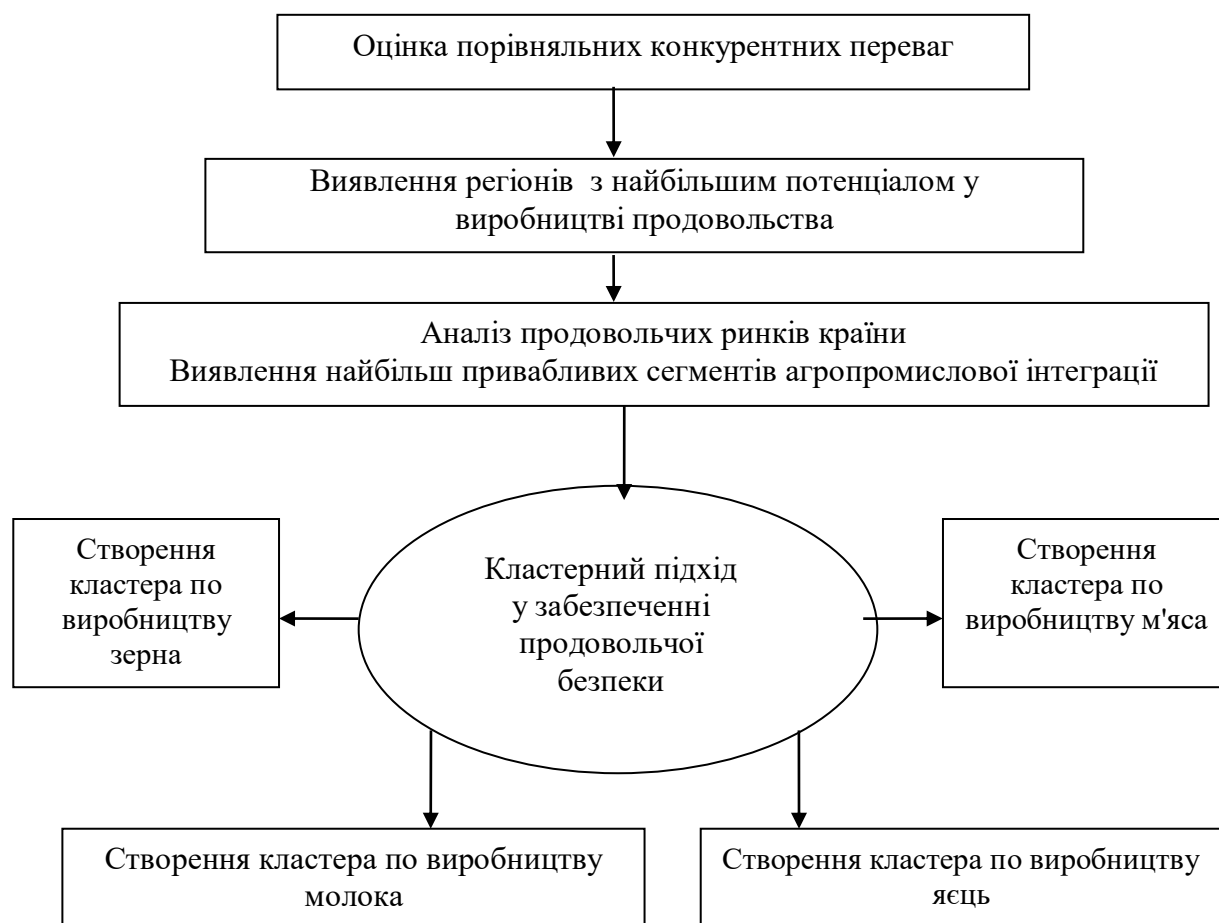 Оцінка порівняльних конкурентних переваг
Виявлення регіонів з найбільшим потенціалом у
виробництві продовольства
Аналіз продовольчих ринків країни
Виявлення найбільш привабливих сегментів агропромислової інтеграції
Створення
кластера по
виробництву
зерна
Кластерний підхід
у забезпеченні
продовольчої
безпеки
Створення
кластера по
виробництву м'яса
Створення кластера по виробництву
молока
Створення кластера по виробництву
яєць